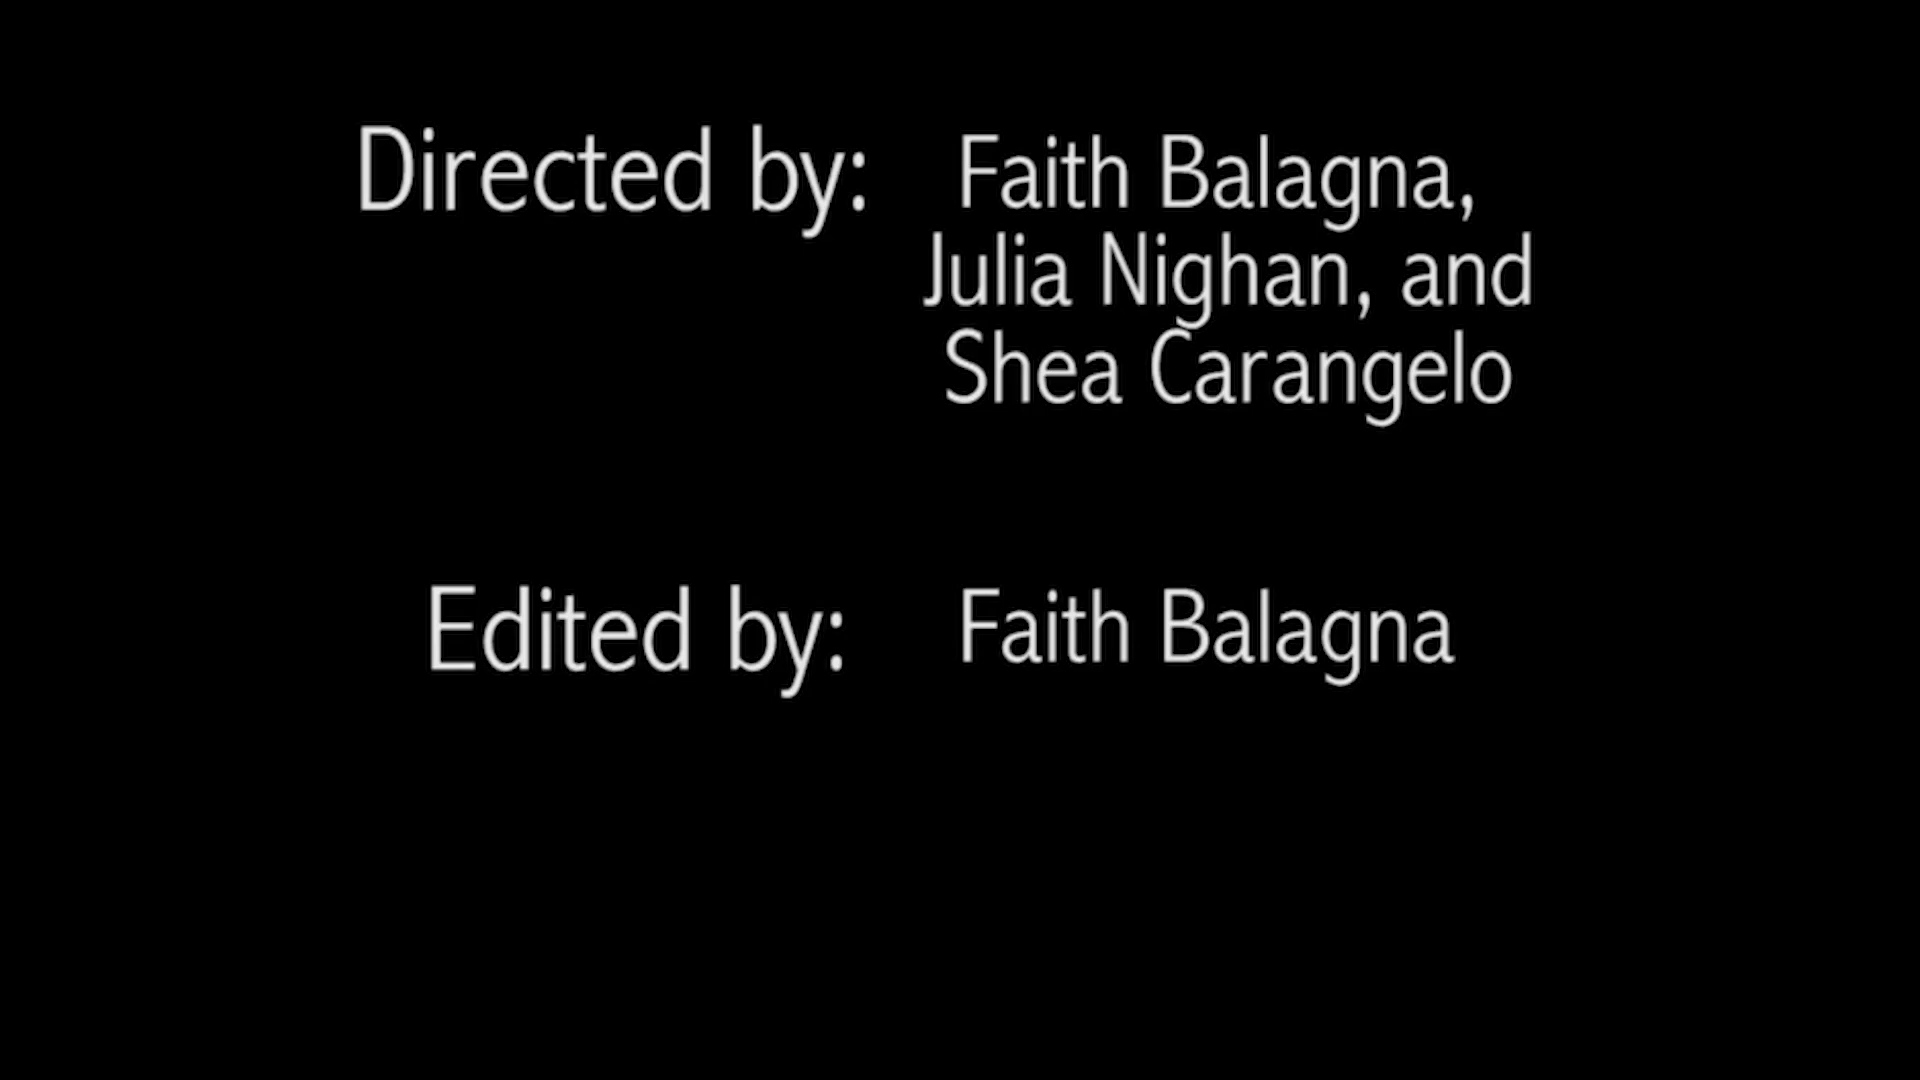 Directed by: Faith Balagna,
Julia Nighan, and
Shea Carangelo
Edited by: Faith Balagna